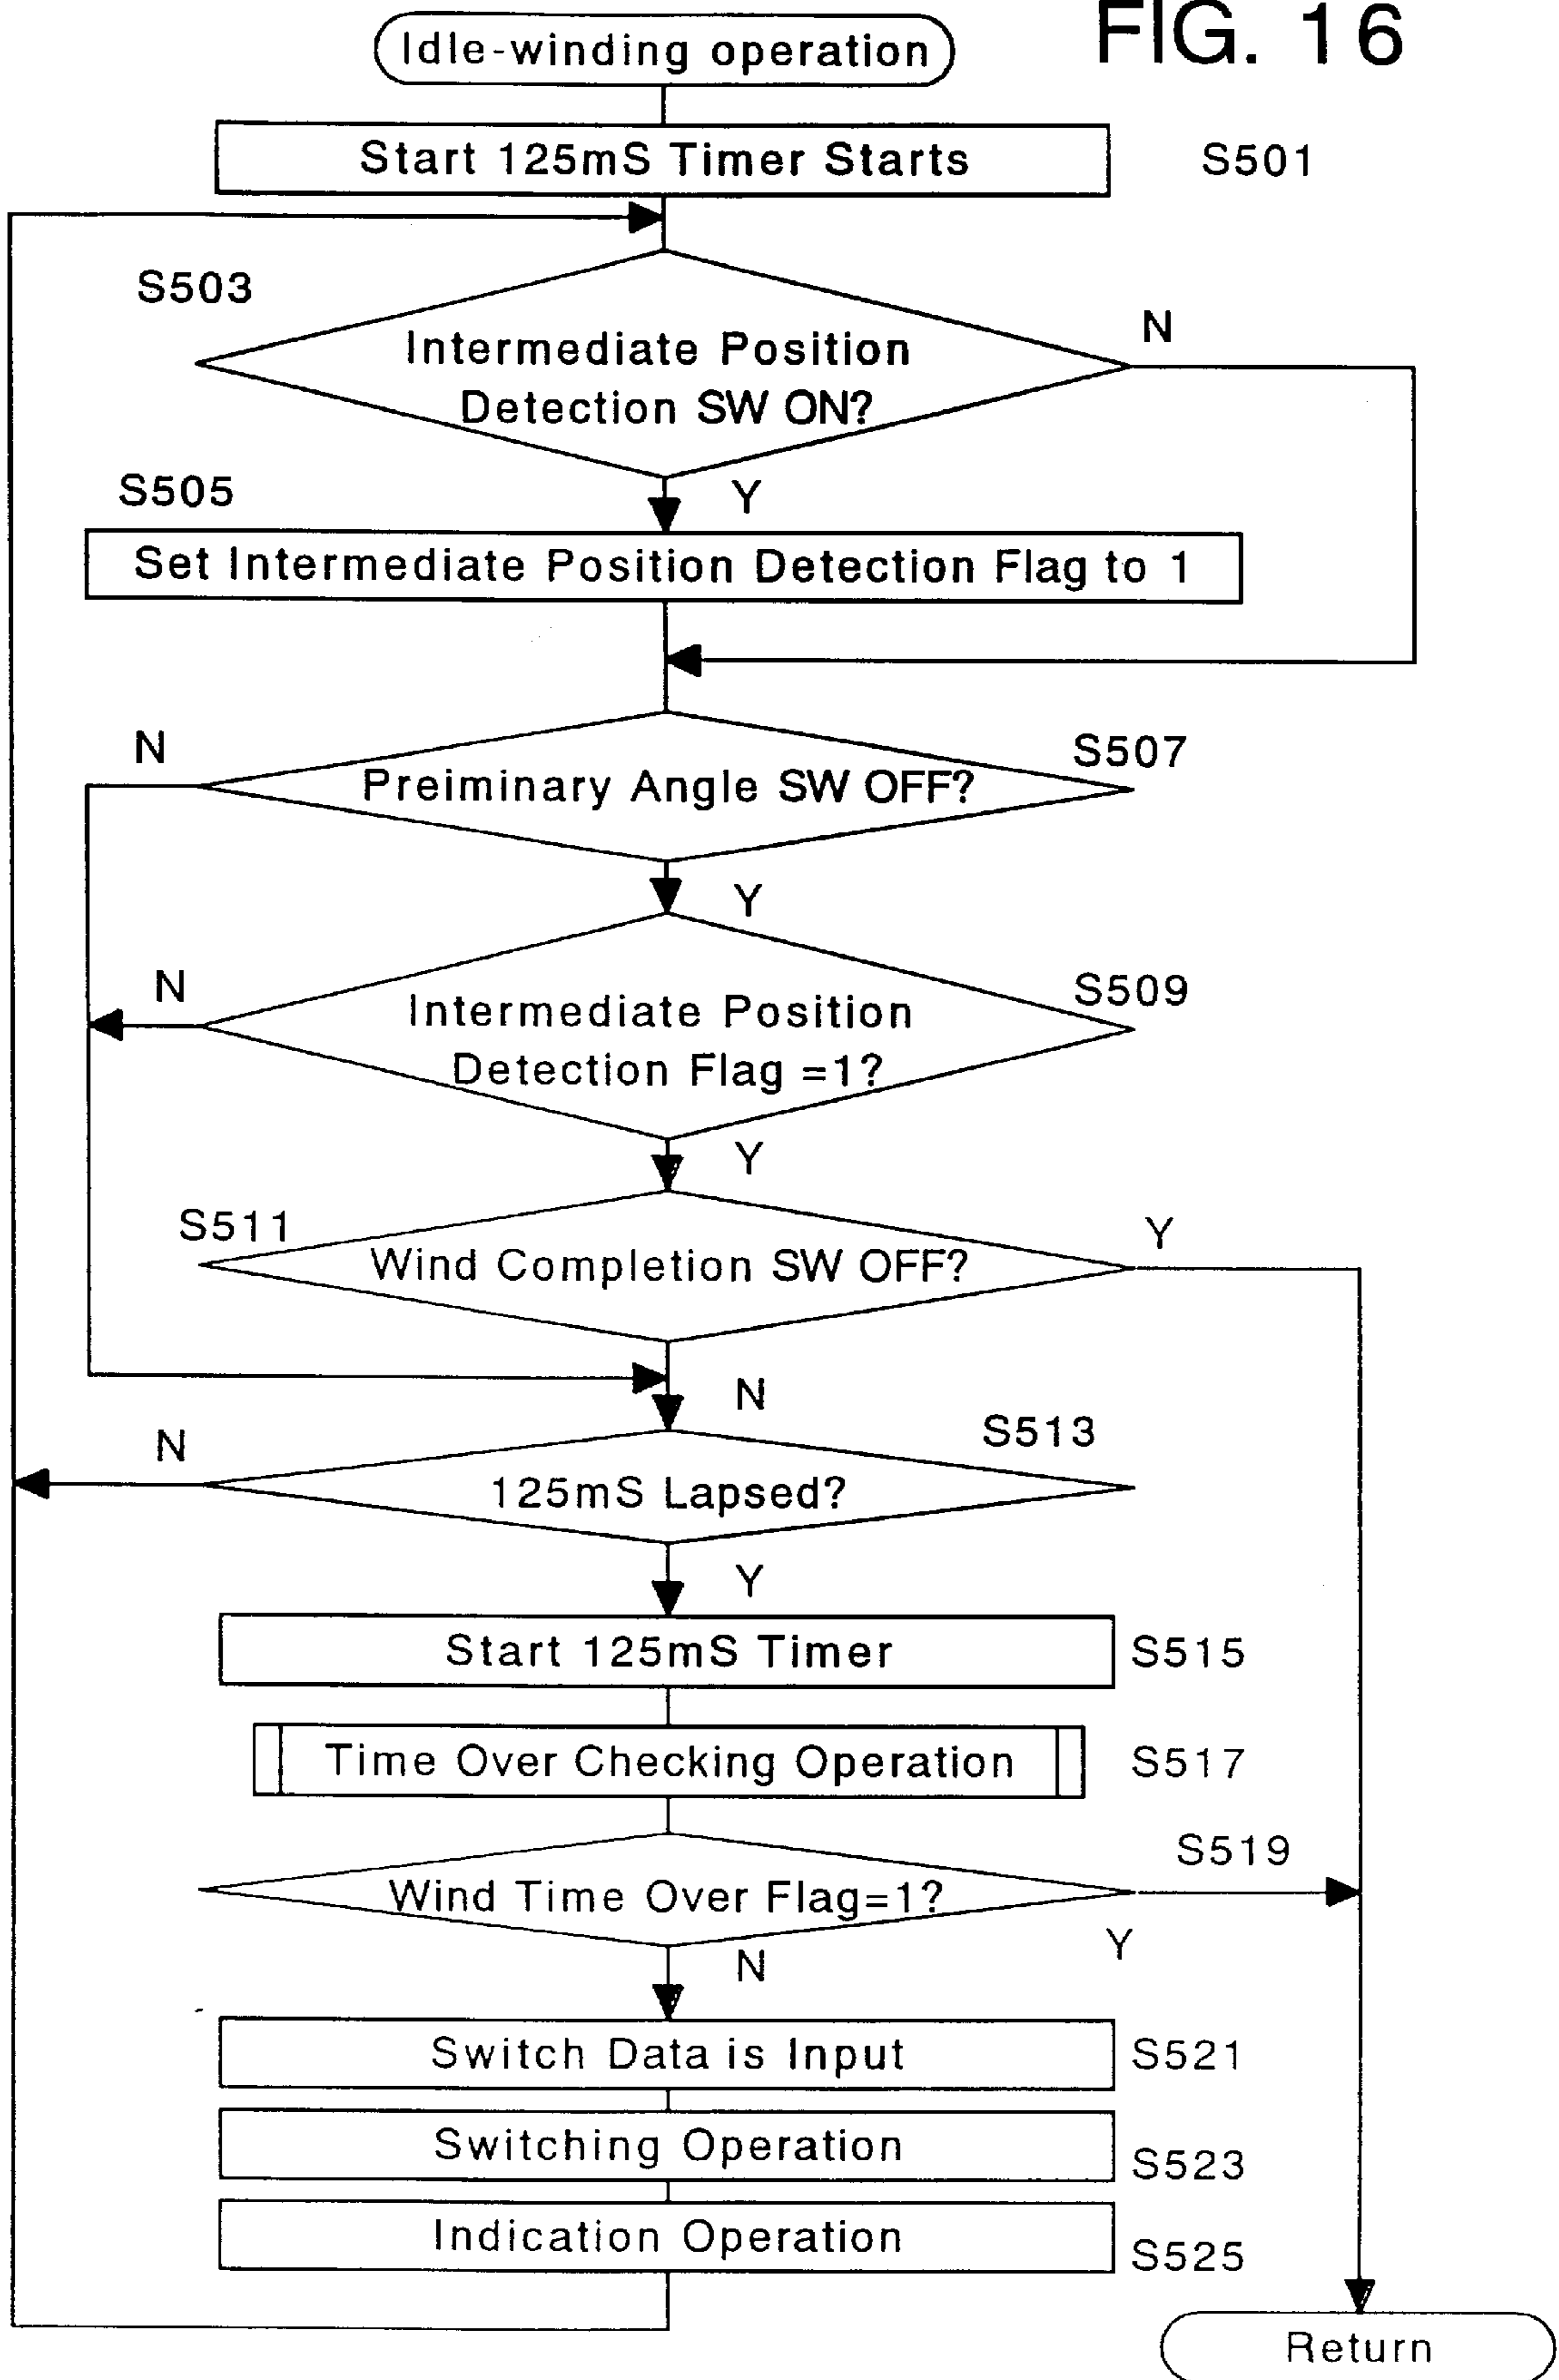 FIG. 16
Idle-winding operation
Start 125mS Timer Starts
S501
S503
Intermediate Position
Detection SW ON?
N
Y
S505
Set Intermediate Position Detection Flag to 1
N
S507
Preiminary Angle SW OFF?
Y
N
S509
Intermediate Position
Detection Flag =1?
Y
S511
Wind Completion SW OFF?
Y
N
N
S513
125mS Lapsed?
Y
Start 125mS Timer
S515
Time Over Checking Operation
S517
S519
Wind Time Over Flag=1?
Y
N
Switch Data is Input
S521
Switching Operation
S523
Indication Operation
S525
Return